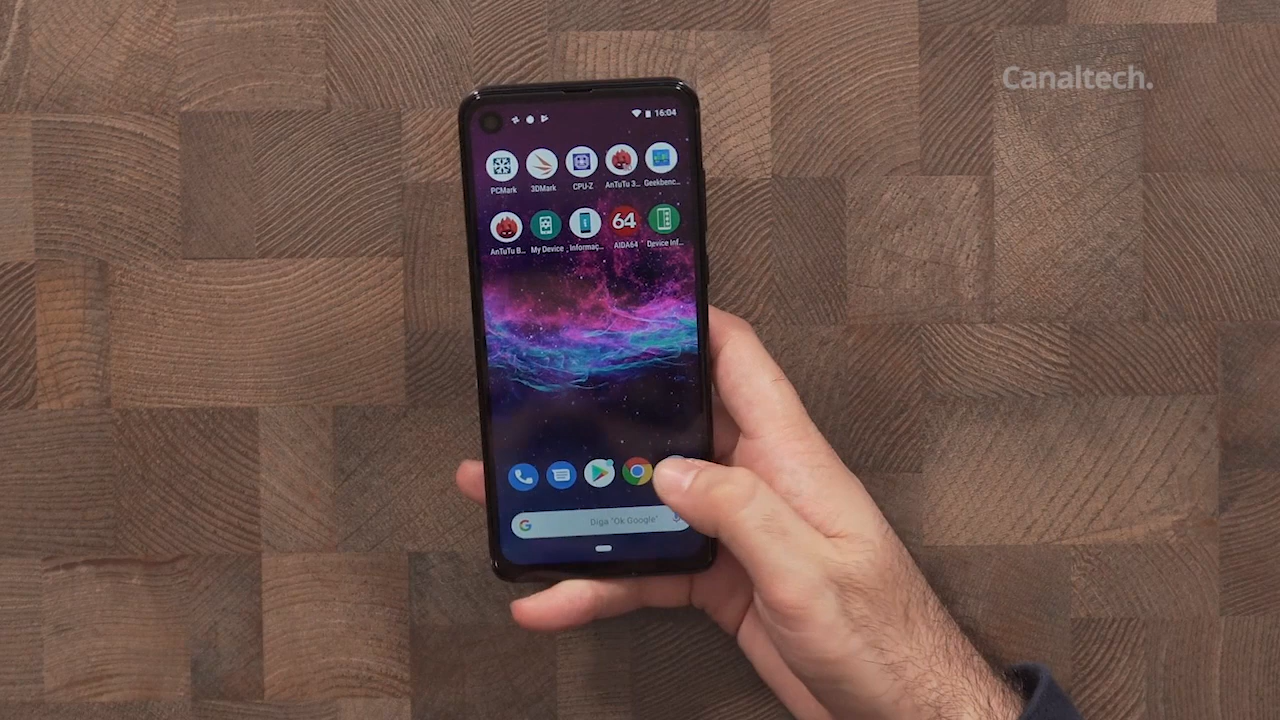 Canaltech.
16:04
PCMark 3DMark CPU-Z AnTuTu 3... Geekbenc...
AnTuTu B... My Device Informaç... AIDA64 Device Inf...
64
G Diga "Ok Google"